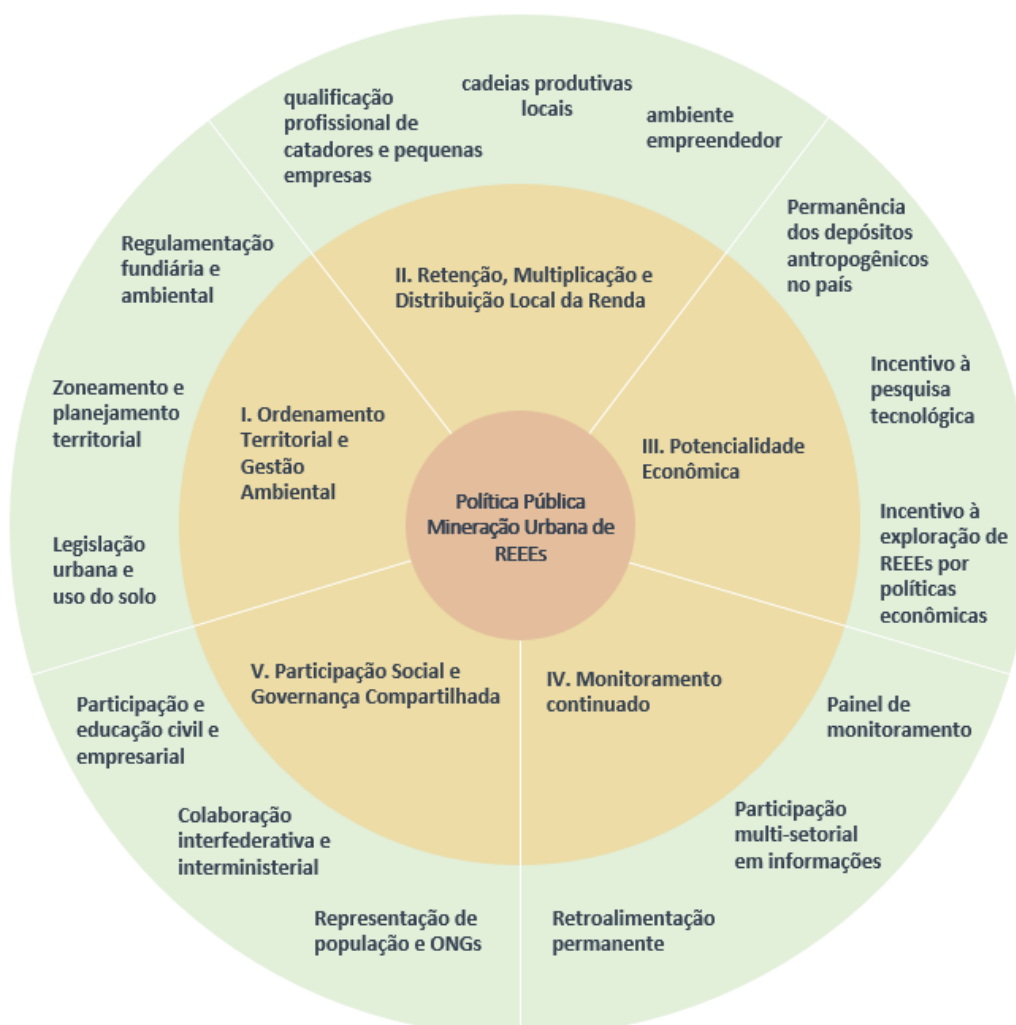 qualificação
profissional de
catadores e pequenas
empresas
cadeias produtivas
locais
ambiente
empreendedor
Regulamentação
fundiária e
ambiental
Zoneamento e
planejamento
territorial
Legislação
urbana e
uso do solo
Permanência
dos depósitos
antropogênicos
no país
Incentivo à
pesquisa
tecnológica
Incentivo à
exploração de
REEEs por
políticas
econômicas
II. Retenção, Multiplicação e
Distribuição Local da Renda
I. Ordenamento
Territorial e
Gestão
Ambiental
III. Potencialidade
Econômica
Política Pública
Mineração Urbana de
REEEs
V. Participação Social e
Governança Compartilhada
IV. Monitoramento
continuado
Participação e
educação civil e
empresarial
Colaboração
interfederativa e
interministerial
Representação de
população e ONGs
Painel de
monitoramento
Participação
multi-setorial
em informações
Retroalimentação
permanente